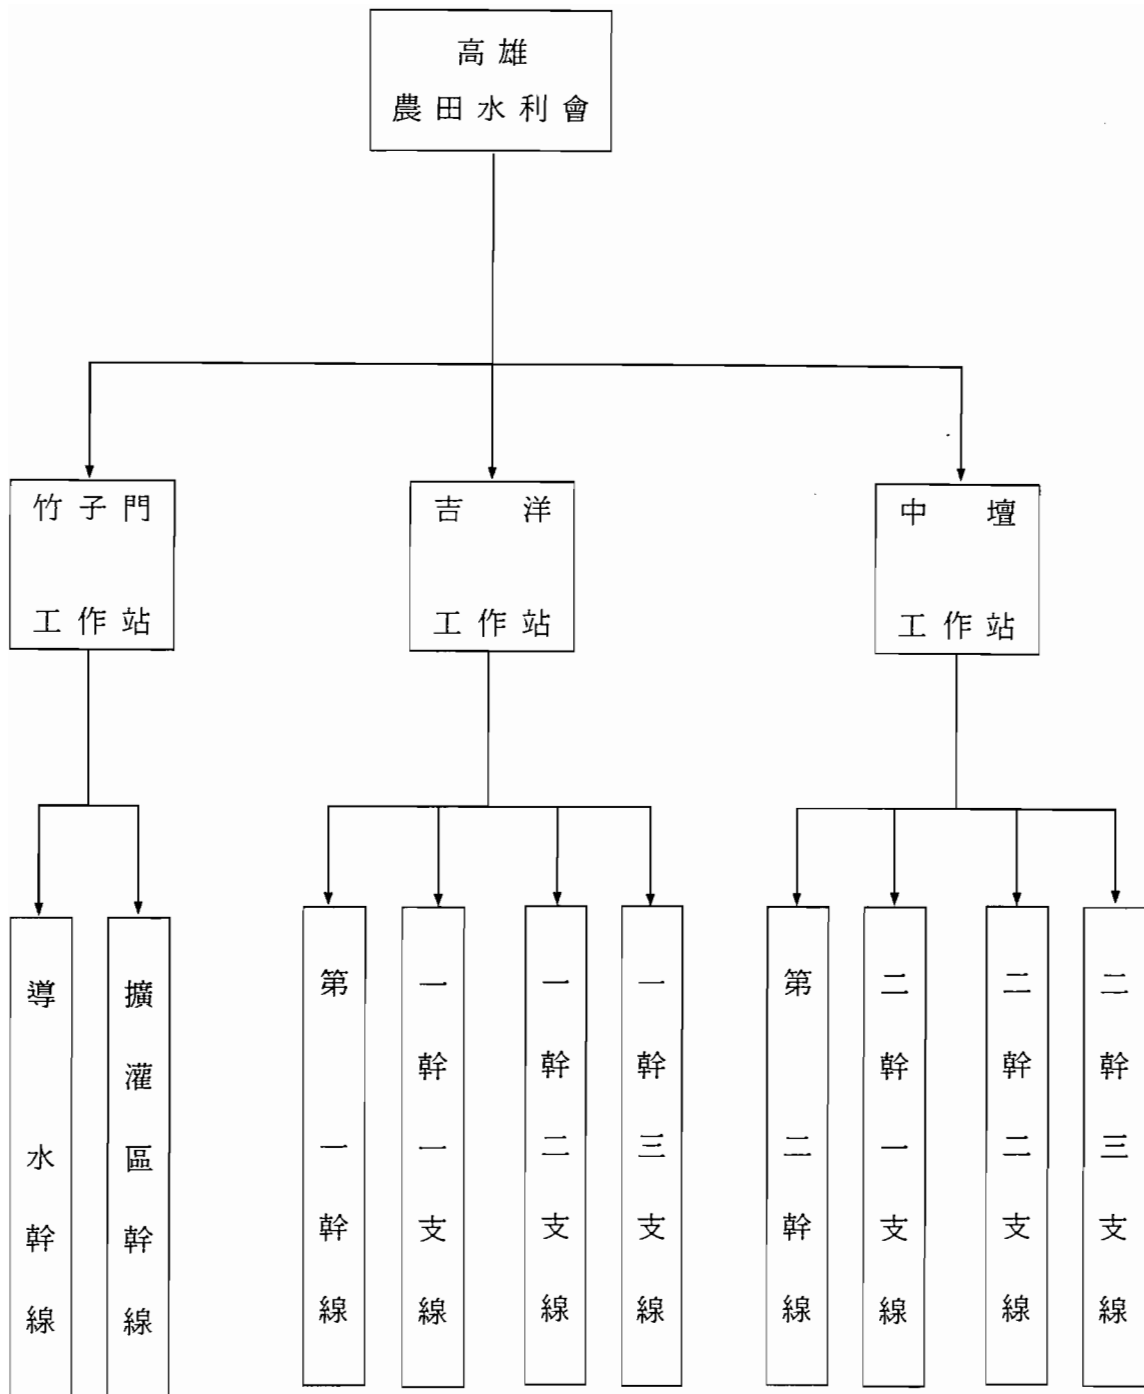 高雄
農田水利會
竹子門
工作站
吉洋
工作站
中壇
工作站
導水幹線
擴灌區幹線
第一幹線
一幹一支線
一幹二支線
一幹三支線
第二幹線
二幹一支線
二幹二支線
二幹三支線